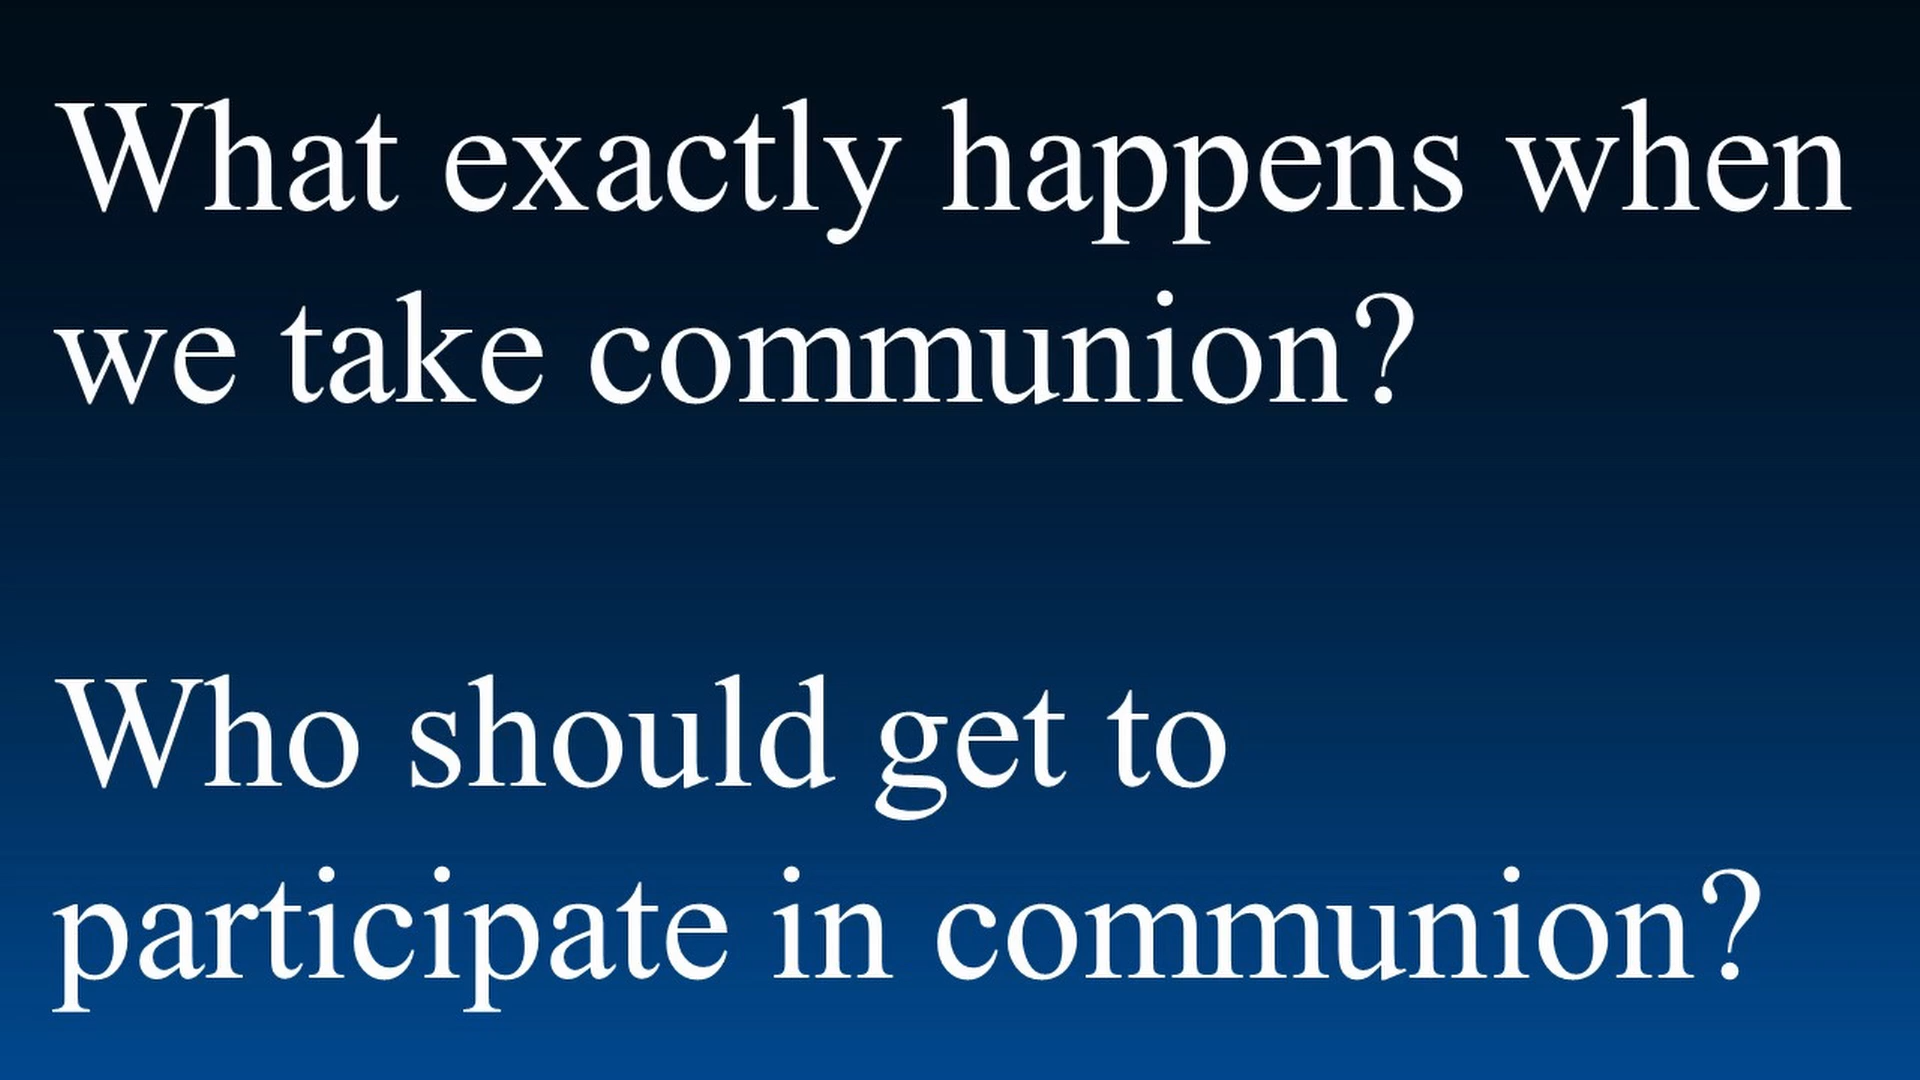 What exactly happens when
we take communion?
Who should get to
participate in communion?